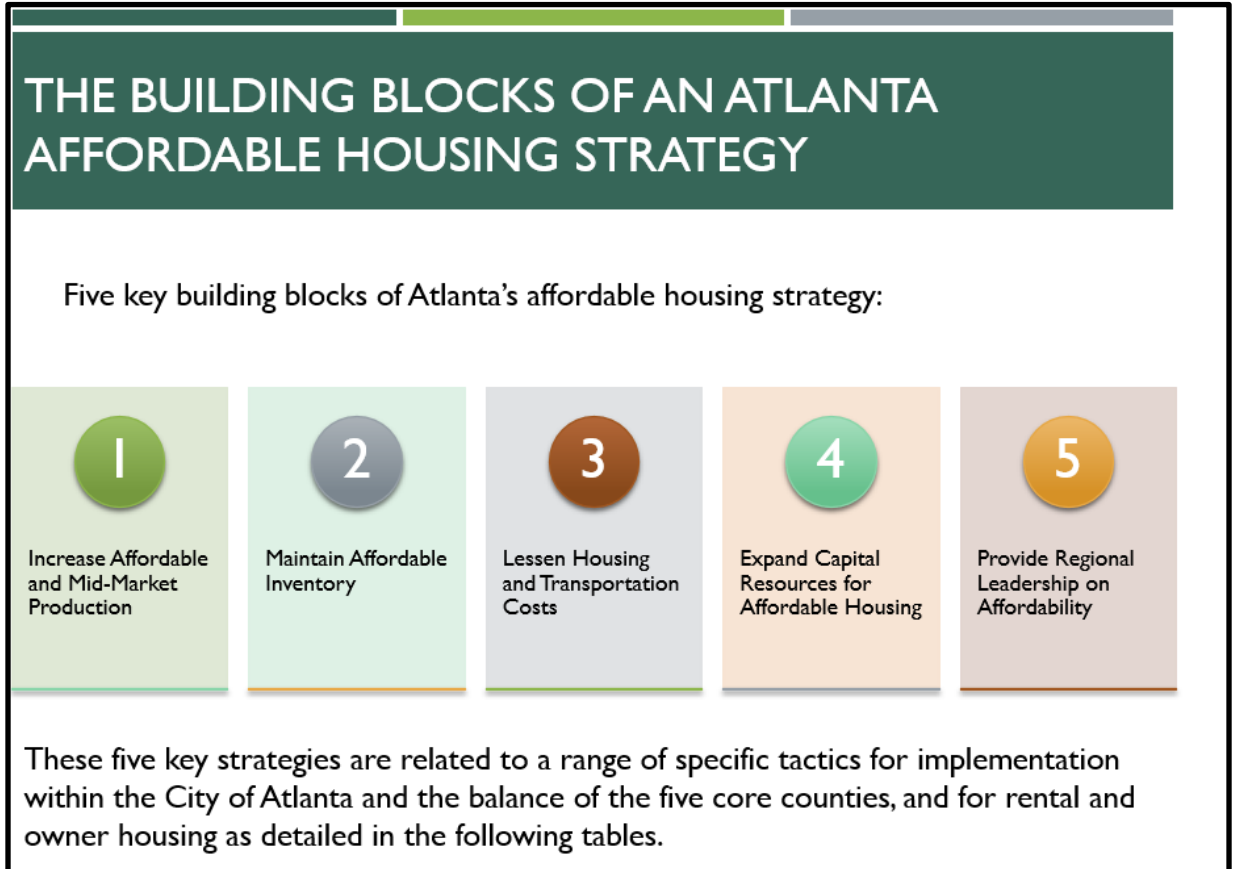 THE BUILDING BLOCKS OF AN ATLANTA
AFFORDABLE HOUSING STRATEGY
Five key building blocks of Atlanta's affordable housing strategy:
1
Increase Affordable
and Mid-Market
Production
2
Maintain Affordable
Inventory
3
Lessen Housing
and Transportation
Costs
4
Expand Capital
Resources for
Affordable Housing
5
Provide Regional
Leadership on
Affordability
These five key strategies are related to a range of specific tactics for implementation
within the City of Atlanta and the balance of the five core counties, and for rental and
owner housing as detailed in the following tables.